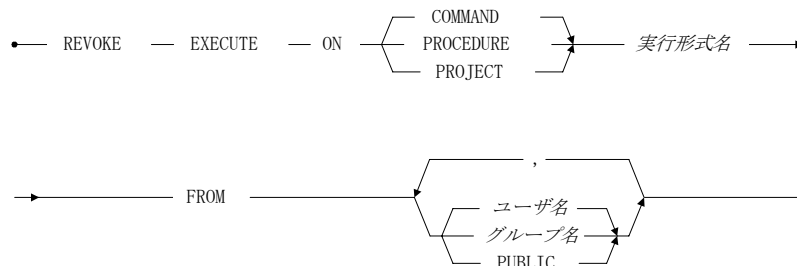 COMMAND
REVOKE EXECUTE ON PROCEDURE 実行形式名
PROJECT
,
FROM
ユーザ名
グループ名
PUBLIC